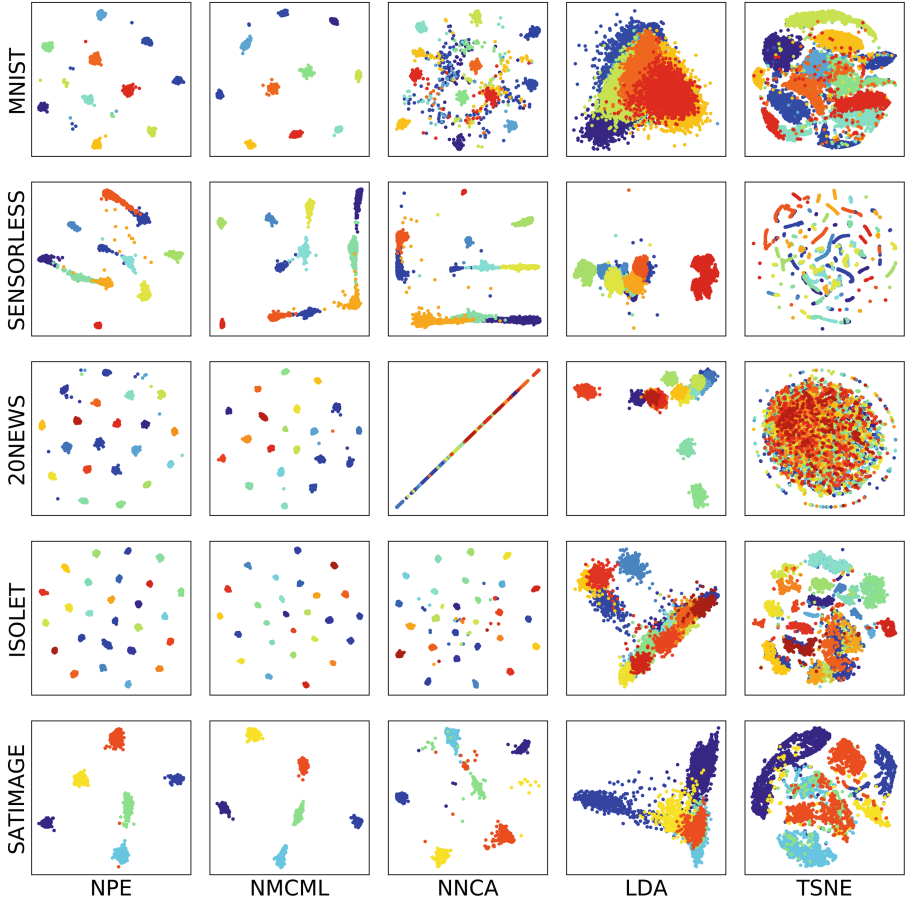 MNIST
SENSORLESS
20NEWS
ISOLET
SATIMAGE
NPE
NMCML
NNCA
LDA
TSNE